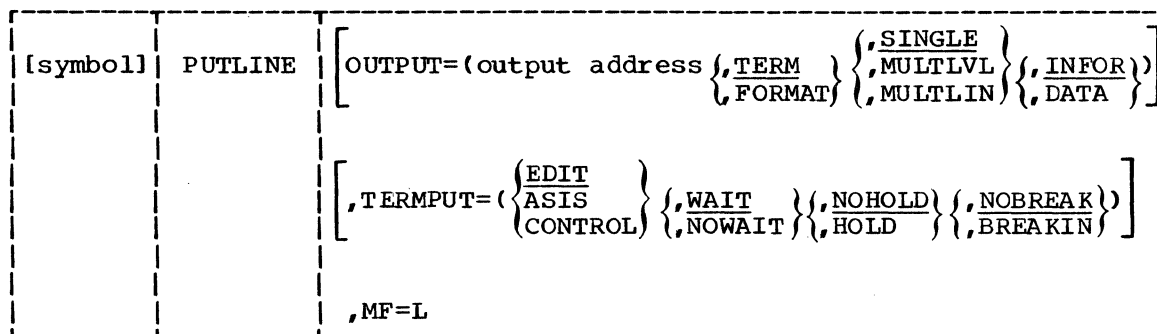 ,SINGLE
[symbol] PUTLINE [OUTPUT=(output address {,TERM ,MULTLVL {,INFOR })]
,FORMAT} ,MULTLIN} ,DATA
EDIT
[,TERMPUT=( ASIS {,WAIT {,NOHOLD {,NOBREAK )]
CONTROL ,NOWAIT} ,HOLD } ,BREAKIN}
,MF=L